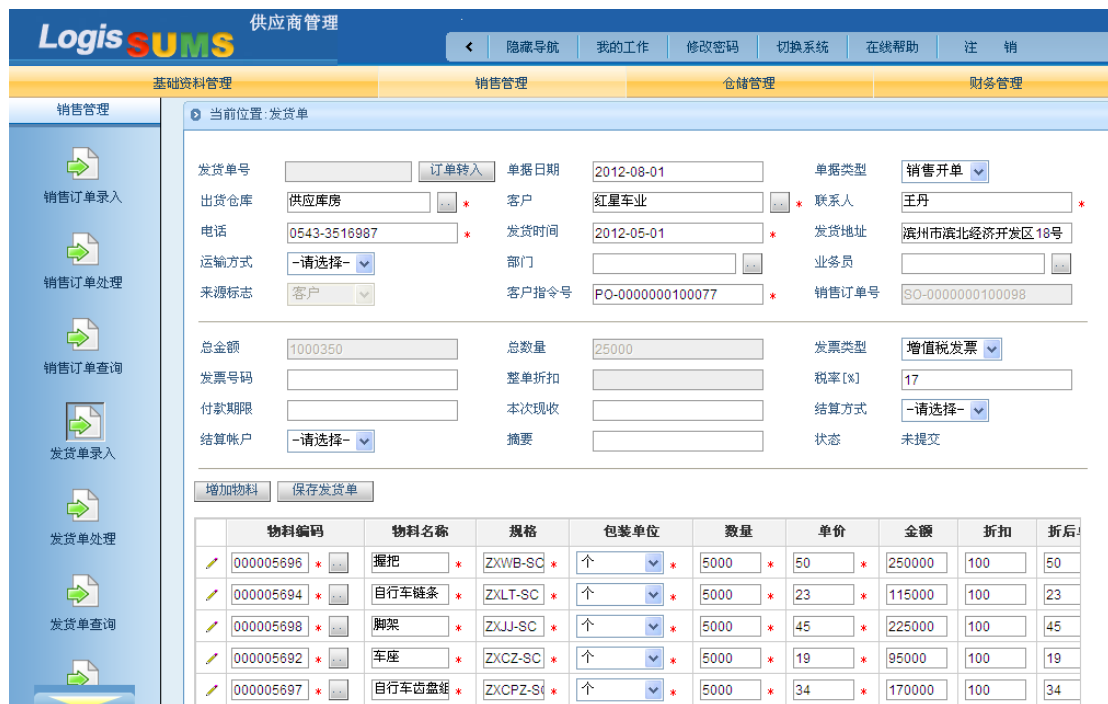 Logis SUMS 供应商管理
隐藏导航 我的工作 修改密码 切换系统 在线帮助 注 销
基础资料管理 销售管理 仓储管理 财务管理
销售管理
销售订单录入
销售订单处理
销售订单查询
发货单录入
发货单处理
发货单查询
当前位置:发货单
发货单号 订单转入 单据日期 2012-08-01 单据类型 销售开单
出货仓库 供应库房 .. * 客户 红星车业 .. * 联系人 王丹 *
电话 0543-3516987 * 发货时间 2012-05-01 * 发货地址 滨州市滨北经济开发区18号
运输方式 -请选择- 部门 .. 业务员 ..
来源标志 客户 客户指令号 PO-0000000100077 * 销售订单号 SO-0000000100098
总金额 1000350 总数量 25000 发票类型 增值税发票
发票号码 整单折扣 税率[%] 17
付款期限 本次现收 结算方式 -请选择-
结算帐户 -请选择- 摘要 状态 未提交
增加物料 保存发货单
物料编码 物料名称 规格 包装单位 数量 单价 金额 折扣 折后
000005696 * .. 握把 * ZXWB-SC * 个 * 5000 * 50 * 250000 100 50
000005694 * .. 自行车链条 * ZXLT-SC * 个 * 5000 * 23 * 115000 100 23
000005698 * .. 脚架 * ZXJJ-SC * 个 * 5000 * 45 * 225000 100 45
000005692 * .. 车座 * ZXCZ-SC * 个 * 5000 * 19 * 95000 100 19
000005697 * .. 自行车齿盘组 * ZXCPZ-S * 个 * 5000 * 34 * 170000 100 34